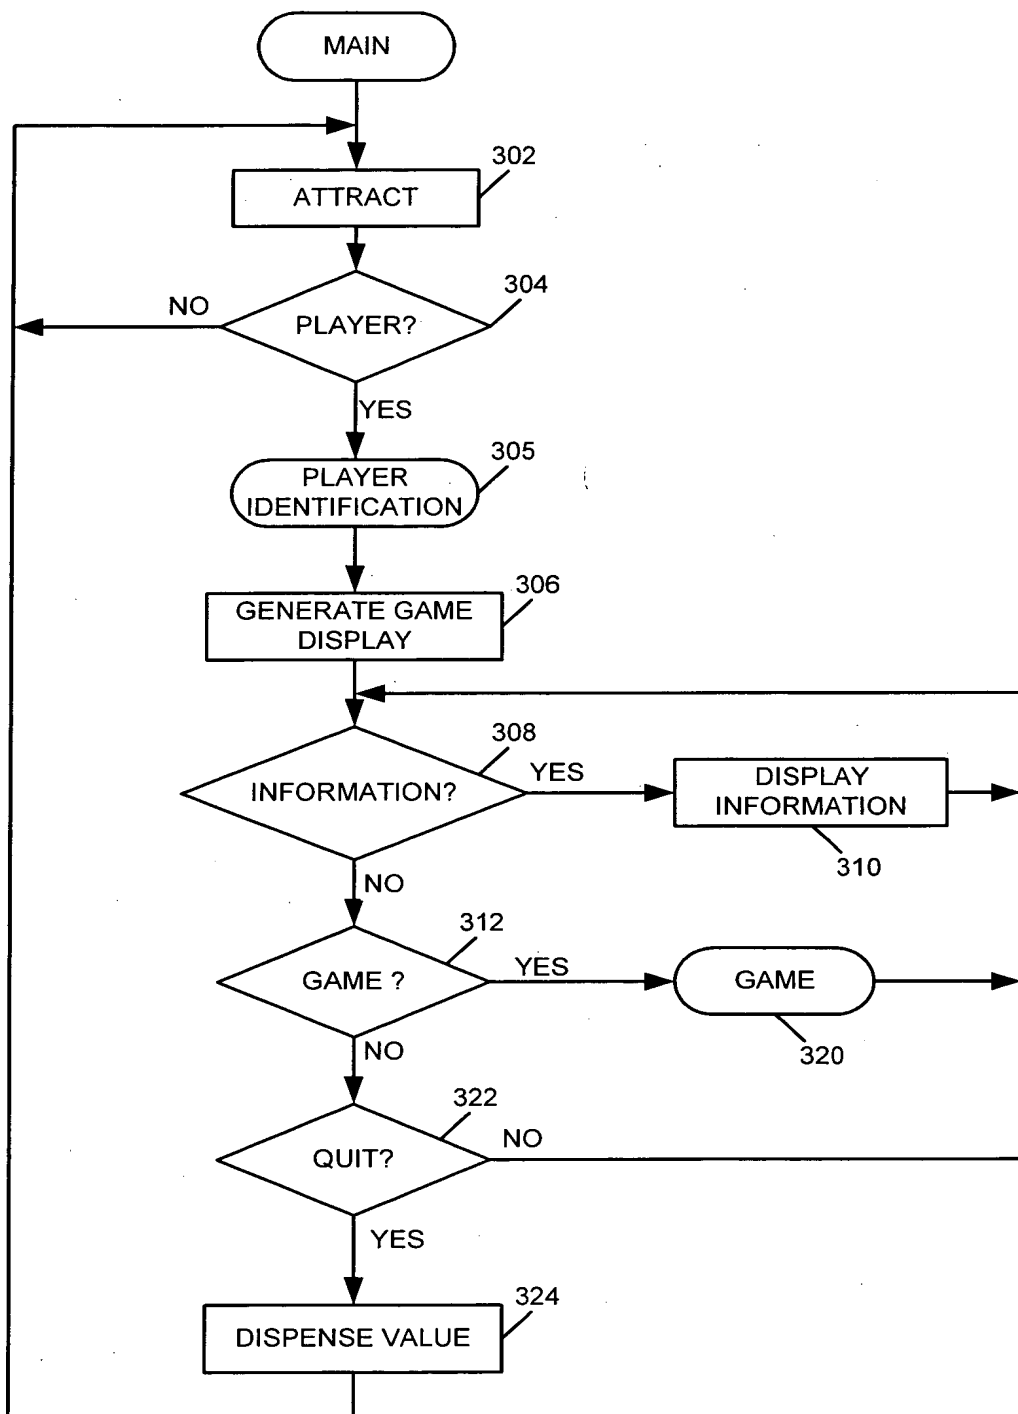 MAIN
302
ATTRACT
304
NO
PLAYER?
YES
305
PLAYER
IDENTIFICATION
306
GENERATE GAME
DISPLAY
308
INFORMATION?
YES
DISPLAY
INFORMATION
310
NO
312
GAME ?
YES
GAME
320
NO
322
QUIT?
NO
YES
324
DISPENSE VALUE